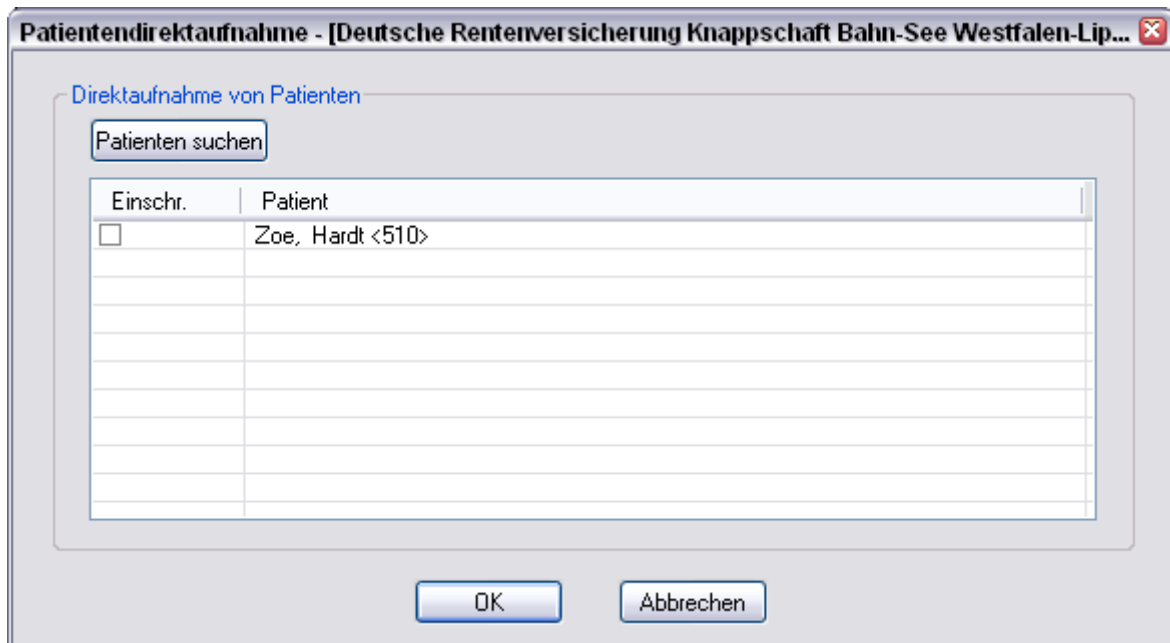 Patientendirektaufnahme - [Deutsche Rentenversicherung Knappschaft Bahn-See Westfalen-Lip...
Direktaufnahme von Patienten
Patienten suchen
Einschr. Patient
Zoe, Hardt <510>
OK Abbrechen